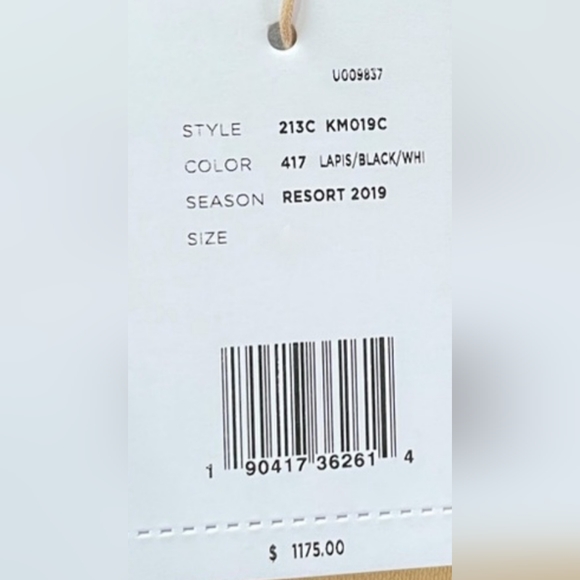 U009837
STYLE 213C KM019C
COLOR 417 LAPIS/BLACK/WHI
SEASON RESORT 2019
SIZE
1 90417 36261 4
$ 1175.00